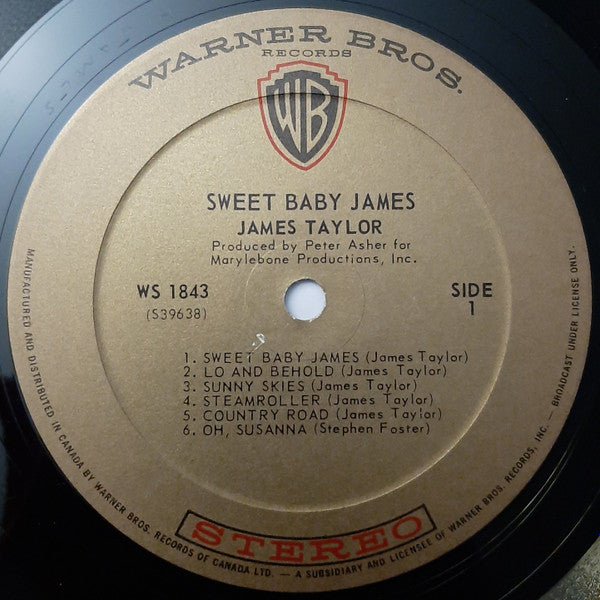 WARNER BROS.
RECORDS
WB
SWEET BABY JAMES
JAMES TAYLOR
Produced by Peter Asher for
Marylebone Productions, Inc.
WS 1843
(S39638)
SIDE
1
1. SWEET BABY JAMES (James Taylor)
2. LO AND BEHOLD (James Taylor)
3. SUNNY SKIES (James Taylor)
4. STEAMROLLER (James Taylor)
5. COUNTRY ROAD (James Taylor)
6. OH, SUSANNA (Stephen Foster)
STEREO
MANUFACTURED AND DISTRIBUTED IN CANADA BY WARNER BROS. RECORDS OF CANADA LTD. — A SUBSIDIARY AND LICENSEE OF WARNER BROS. RECORDS, INC. — BROADCAST UNDER LICENSE ONLY.